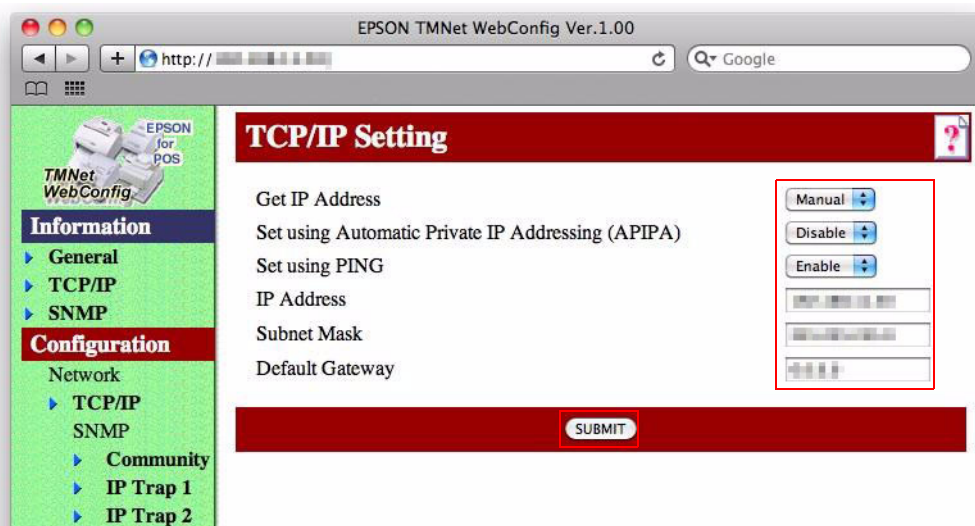 EPSON TMNet WebConfig Ver.1.00
http://
Google
EPSON
for
POS
TMNet
WebConfig
Information
General
TCP/IP
SNMP
Configuration
Network
TCP/IP
SNMP
Community
IP Trap 1
IP Trap 2
TCP/IP Setting
?
Get IP Address
Manual
Set using Automatic Private IP Addressing (APIPA)
Disable
Set using PING
Enable
IP Address
Subnet Mask
Default Gateway
SUBMIT